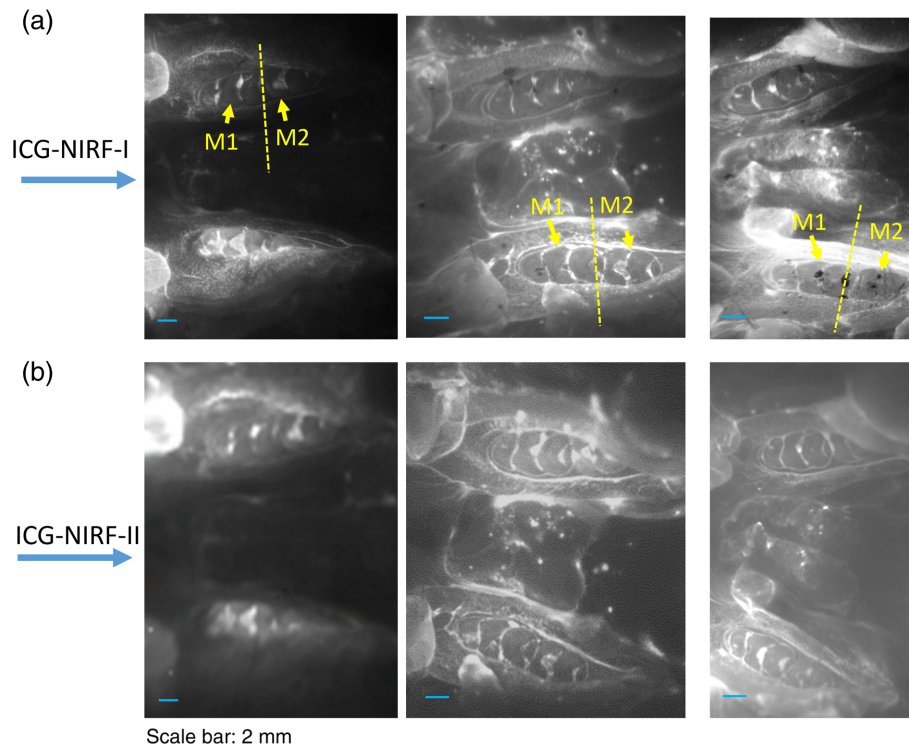 (a)
ICG-NIRF-I
M1 M2
M1 M2
M1 M2
(b)
ICG-NIRF-II
Scale bar: 2 mm